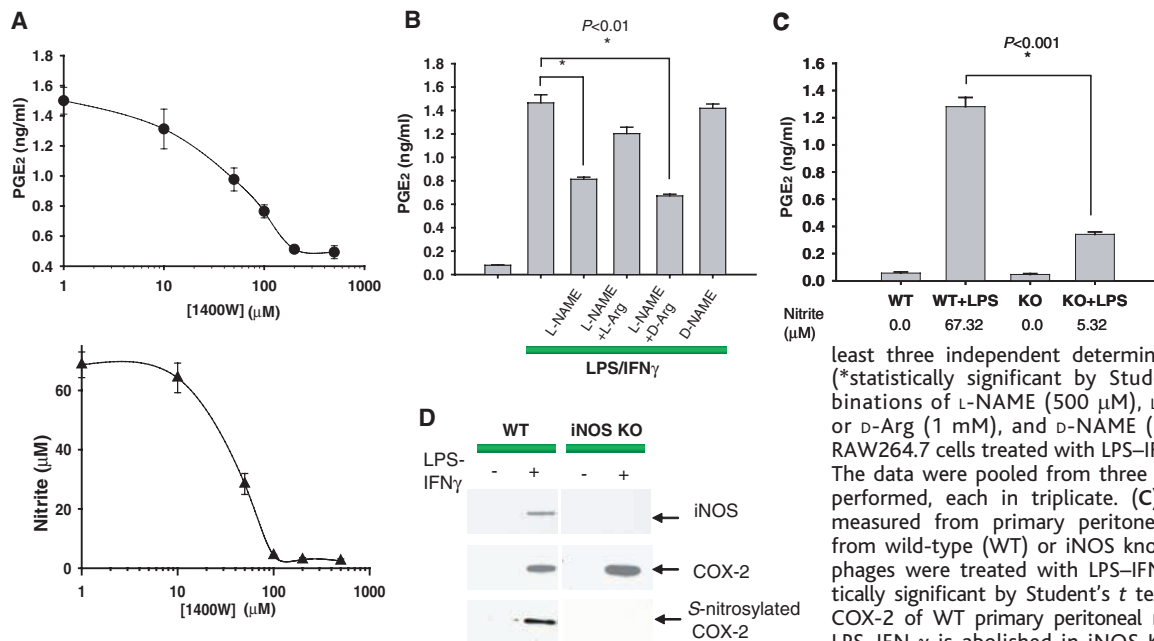 A
PGE2 (ng/ml)
1.8
1.6
1.4
1.2
1.0
0.8
0.6
0.4
1 10 100 1000
[1400W] (μM)
Nitrite (μM)
60
40
20
0
1 10 100 1000
[1400W] (μM)
B
P<0.01
*
*
PGE2 (ng/ml)
1.8
1.6
1.4
1.2
1.0
0.8
0.6
0.4
0.2
0.0
L-NAME
L-NAME
+L-Arg
L-NAME
+D-Arg
D-NAME
LPS/IFNγ
C
P<0.001
*
PGE2 (ng/ml)
1.6
1.4
1.2
1.0
0.8
0.6
0.4
0.2
0.0
WT WT+LPS KO KO+LPS
Nitrite
(μM)
0.0 67.32 0.0 5.32
D
WT iNOS KO
LPS-
IFNγ
- + - +
iNOS
COX-2
S-nitrosylated
COX-2
least three independent determin
(*statistically significant by Stude
binations of L-NAME (500 μM), L
or D-Arg (1 mM), and D-NAME (
RAW264.7 cells treated with LPS–IF
The data were pooled from three
performed, each in triplicate. (C)
measured from primary peritone
from wild-type (WT) or iNOS kno
phages were treated with LPS–IFN
tically significant by Student's t te
COX-2 of WT primary peritoneal
LPS–IFN-γ is abolished in iNOS K